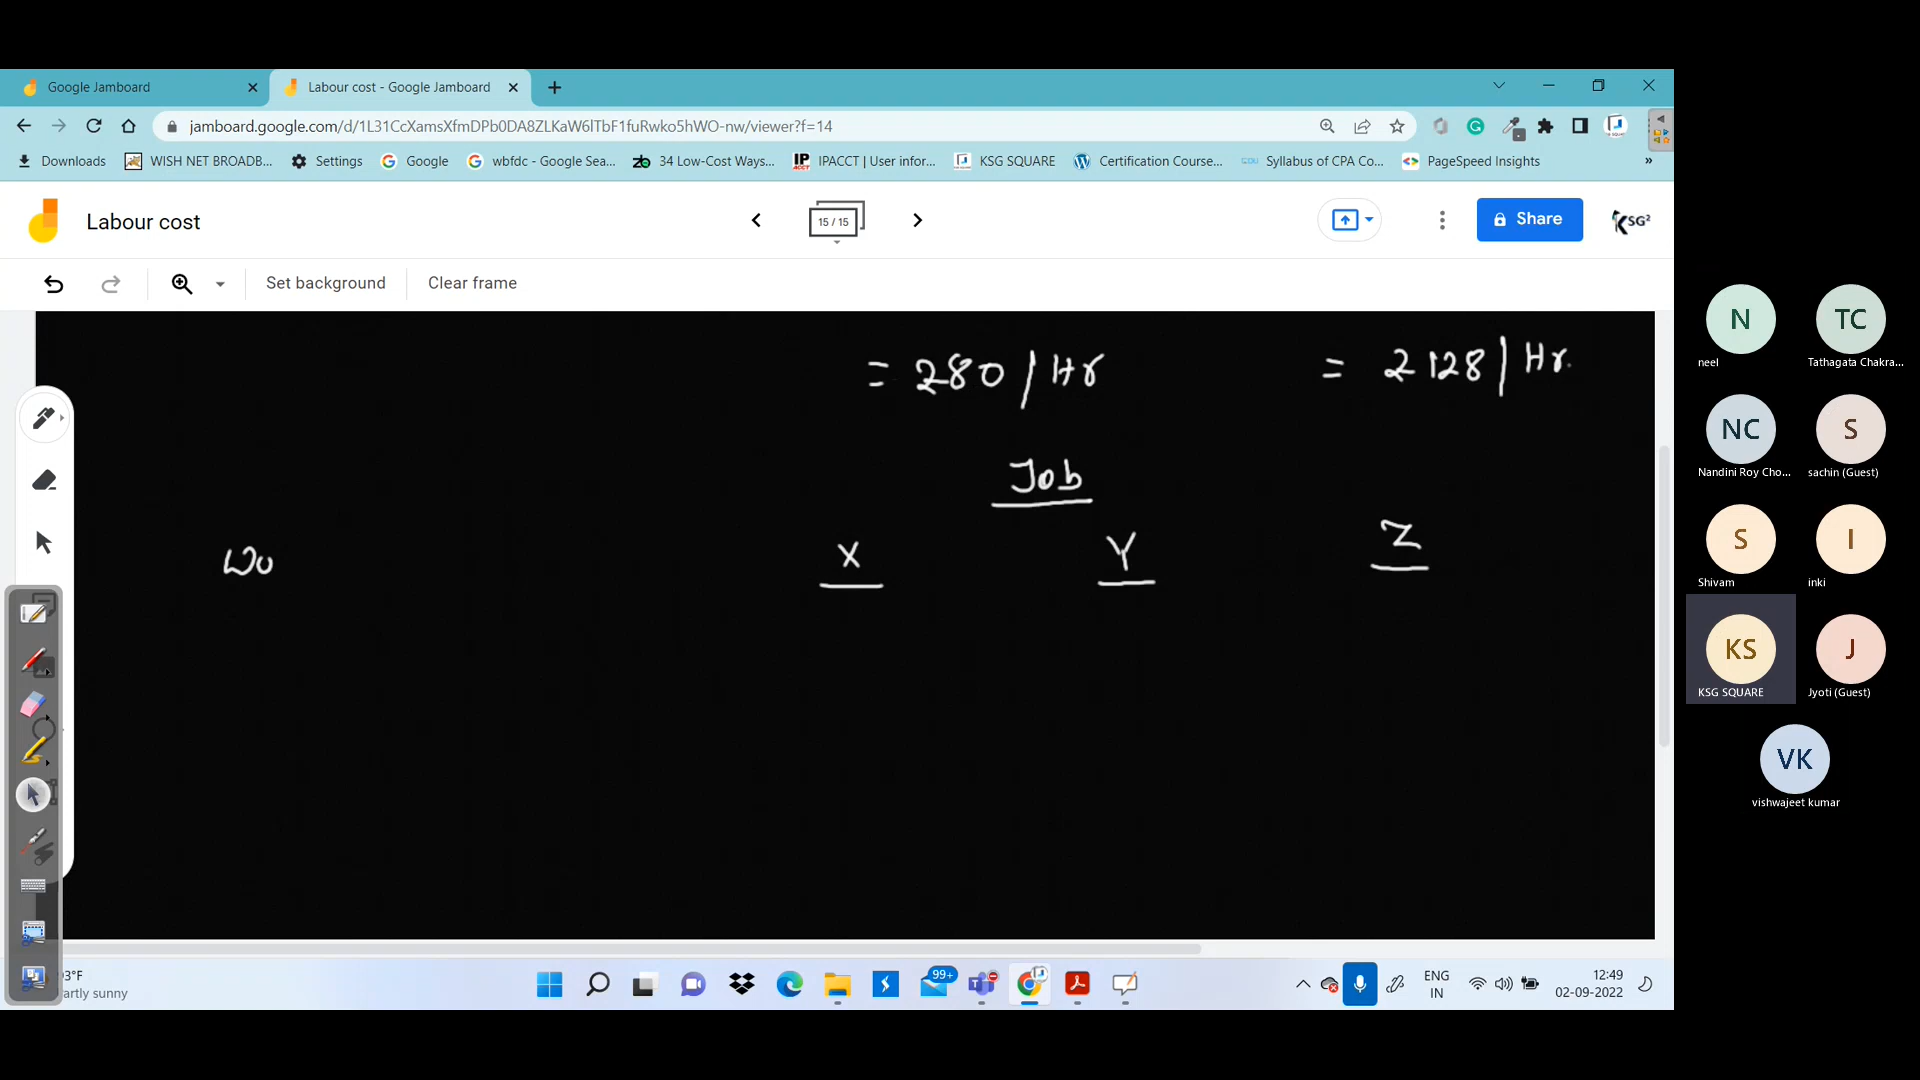 Google Jamboard
Labour cost - Google Jamboard
jamboard.google.com/d/1L31CcXamsXfmDPb0DA8ZLKaW6lTbF1fuRwko5hWO-nw/viewer?f=14
Downloads WISH NET BROADB... Settings Google wbfdc - Google Sea... 34 Low-Cost Ways... IPACCT | User infor... KSG SQUARE Certification Course... Syllabus of CPA Co... PageSpeed Insights »
Labour cost
15 / 15
Share
KSG²
Set background Clear frame
= 280 / Hr = 2128 / Hr.
Job
Wo X Y Z
N TC
neel Tathagata Chakra...
NC S
Nandini Roy Cho... sachin (Guest)
S I
Shivam inki
KS J
KSG SQUARE Jyoti (Guest)
VK
vishwajeet kumar
93°F
artly sunny
99+
ENG
IN
12:49
02-09-2022